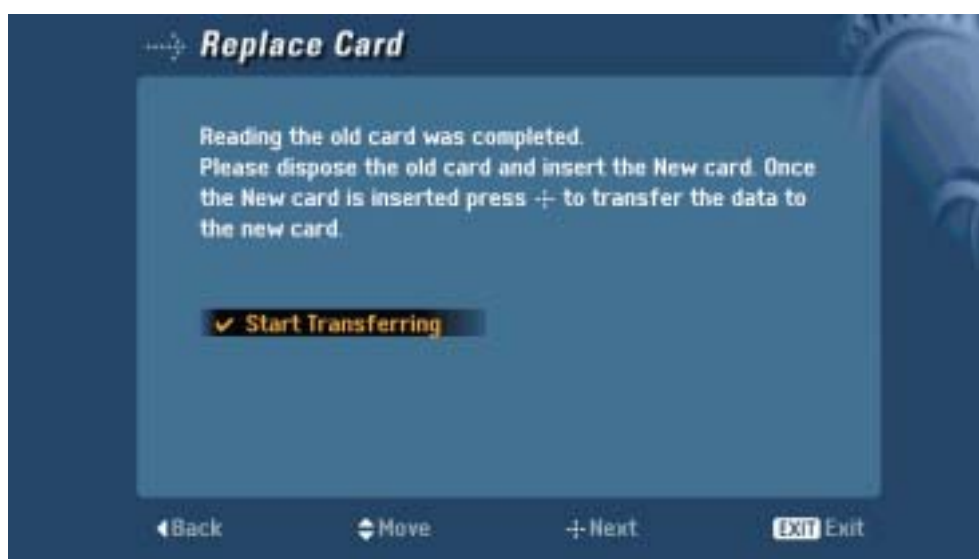 Replace Card
Reading the old card was completed.
Please dispose the old card and insert the New card. Once
the New card is inserted press -⁠¦- to transfer the data to
the new card.
✔ Start Transferring
Back Move Next EXIT Exit